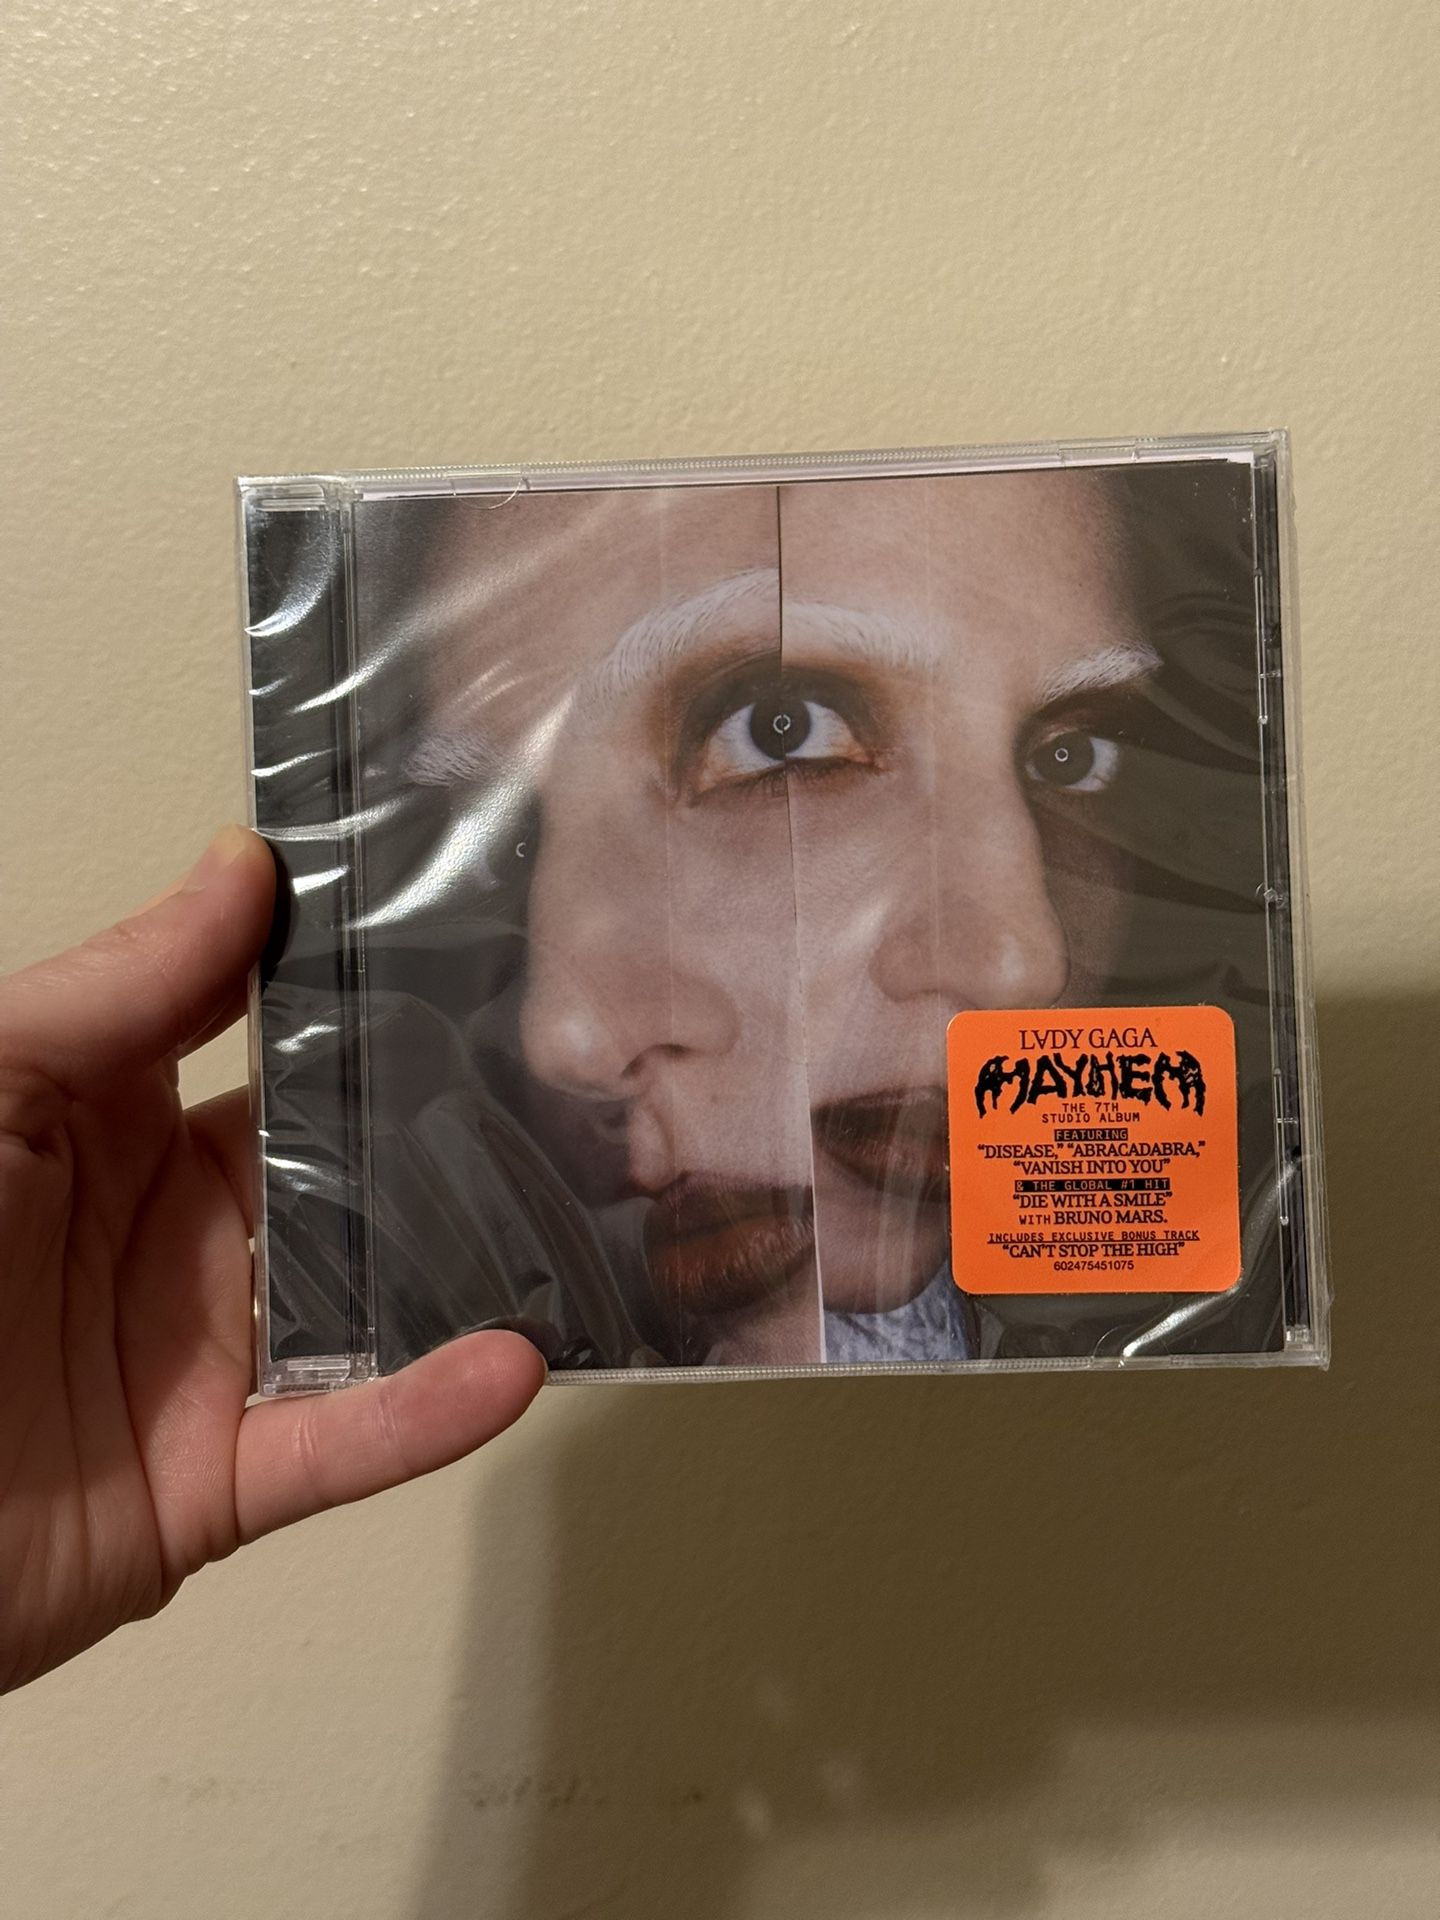 LVDY GAGA
MAYHEM
THE 7TH
STUDIO ALBUM
FEATURING
“DISEASE,” “ABRACADABRA,”
“VANISH INTO YOU”
& THE GLOBAL #1 HIT
“DIE WITH A SMILE”
WITH BRUNO MARS.
INCLUDES EXCLUSIVE BONUS TRACK
“CAN'T STOP THE HIGH”
602475451075